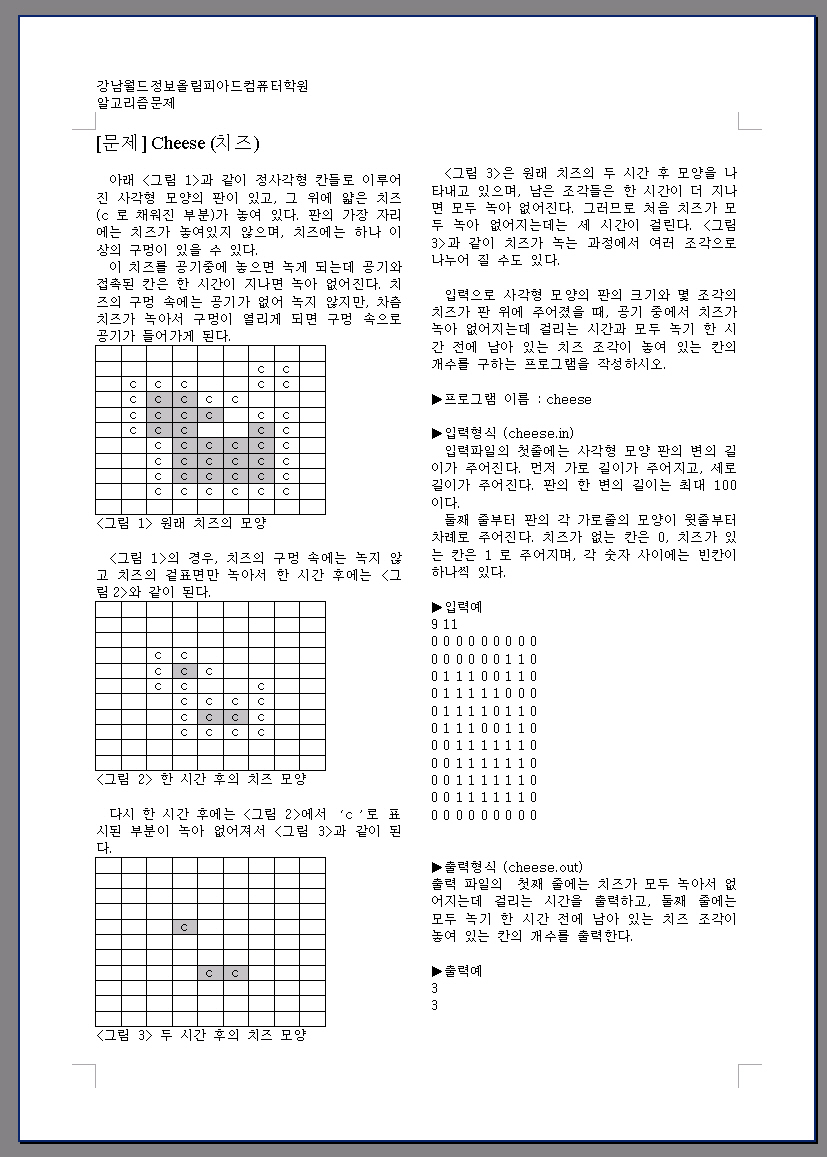 강남월드정보올림피아드컴퓨터학원
알고리즘문제
[문제] Cheese (치즈)
아래 <그림 1>과 같이 정사각형 칸들로 이루어
진 사각형 모양의 판이 있고, 그 위에 얇은 치즈
(c 로 채워진 부분)가 놓여 있다. 판의 가장 자리
에는 치즈가 놓여있지 않으며, 치즈에는 하나 이
상의 구멍이 있을 수 있다.
이 치즈를 공기중에 놓으면 녹게 되는데 공기와
접촉된 칸은 한 시간이 지나면 녹아 없어진다. 치
즈의 구멍 속에는 공기가 없어 녹지 않지만, 차츰
치즈가 녹아서 구멍이 열리게 되면 구멍 속으로
공기가 들어가게 된다.
c c
c c c c c
c c c c c
c c c c c c
c c c c c
c c c c c c
c c c c c c
c c c c c c
c c c c c c
<그림 1> 원래 치즈의 모양
<그림 1>의 경우, 치즈의 구멍 속에는 녹지 않
고 치즈의 겉표면만 녹아서 한 시간 후에는 <그
림 2>와 같이 된다.
c c
c c c
c c c
c c c c
c c c c
c c c c
<그림 2> 한 시간 후의 치즈 모양
다시 한 시간 후에는 <그림 2>에서 ‘c ’로 표
시된 부분이 녹아 없어져서 <그림 3>과 같이 된
다.
c
c c
<그림 3> 두 시간 후의 치즈 모양
<그림 3>은 원래 치즈의 두 시간 후 모양을 나
타내고 있으며, 남은 조각들은 한 시간이 더 지나
면 모두 녹아 없어진다. 그러므로 처음 치즈가 모
두 녹아 없어지는데는 세 시간이 걸린다. <그림
3>과 같이 치즈가 녹는 과정에서 여러 조각으로
나누어 질 수도 있다.
입력으로 사각형 모양의 판의 크기와 몇 조각의
치즈가 판 위에 주어졌을 때, 공기 중에서 치즈가
녹아 없어지는데 걸리는 시간과 모두 녹기 한 시
간 전에 남아 있는 치즈 조각이 놓여 있는 칸의
개수를 구하는 프로그램을 작성하시오.
▶프로그램 이름 : cheese
▶입력형식 (cheese.in)
입력파일의 첫줄에는 사각형 모양 판의 변의 길
이가 주어진다. 먼저 가로 길이가 주어지고, 세로
길이가 주어진다. 판의 한 변의 길이는 최대 100
이다.
둘째 줄부터 판의 각 가로줄의 모양이 윗줄부터
차례로 주어진다. 치즈가 없는 칸은 0, 치즈가 있
는 칸은 1 로 주어지며, 각 숫자 사이에는 빈칸이
하나씩 있다.
▶입력예
9 11
0 0 0 0 0 0 0 0 0
0 0 0 0 0 0 1 1 0
0 1 1 1 0 0 1 1 0
0 1 1 1 1 1 0 0 0
0 1 1 1 1 0 1 1 0
0 1 1 1 0 0 1 1 0
0 0 1 1 1 1 1 1 0
0 0 1 1 1 1 1 1 0
0 0 1 1 1 1 1 1 0
0 0 1 1 1 1 1 1 0
0 0 0 0 0 0 0 0 0
▶출력형식 (cheese.out)
출력 파일의 첫째 줄에는 치즈가 모두 녹아서 없
어지는데 걸리는 시간을 출력하고, 둘째 줄에는
모두 녹기 한 시간 전에 남아 있는 치즈 조각이
놓여 있는 칸의 개수를 출력한다.
▶출력예
3
3